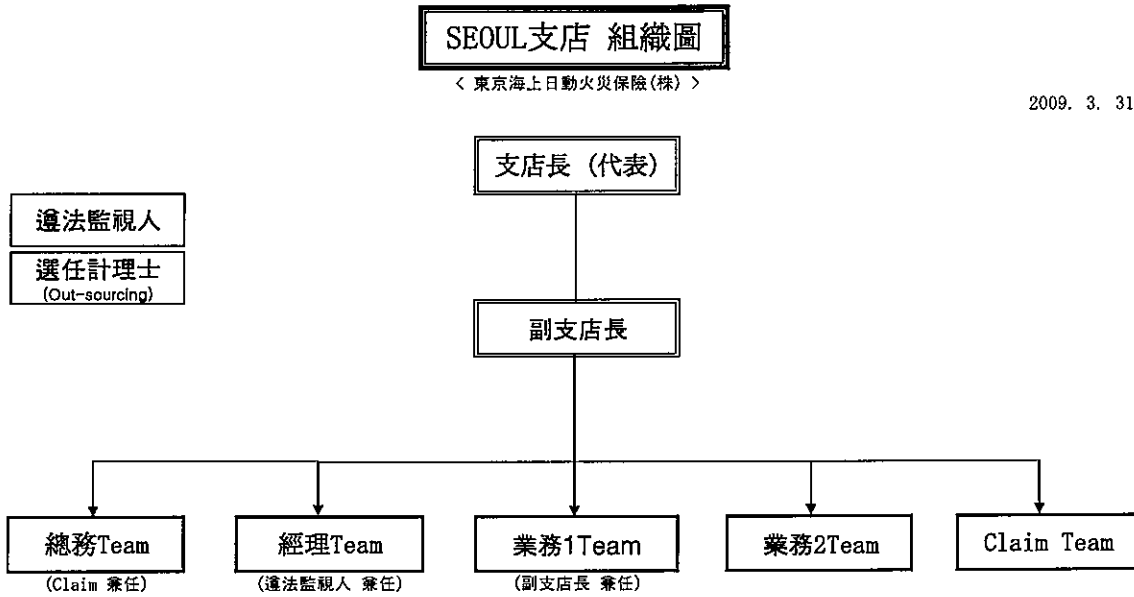 SEOUL支店 組織圖
< 東京海上日動火災保險(株) >
2009. 3. 31
支店長 (代表)
遵法監視人
選任計理士
(Out-sourcing)
副支店長
總務Team
(Claim 兼任)
經理Team
(遵法監視人 兼任)
業務1Team
(副支店長 兼任)
業務2Team
Claim Team